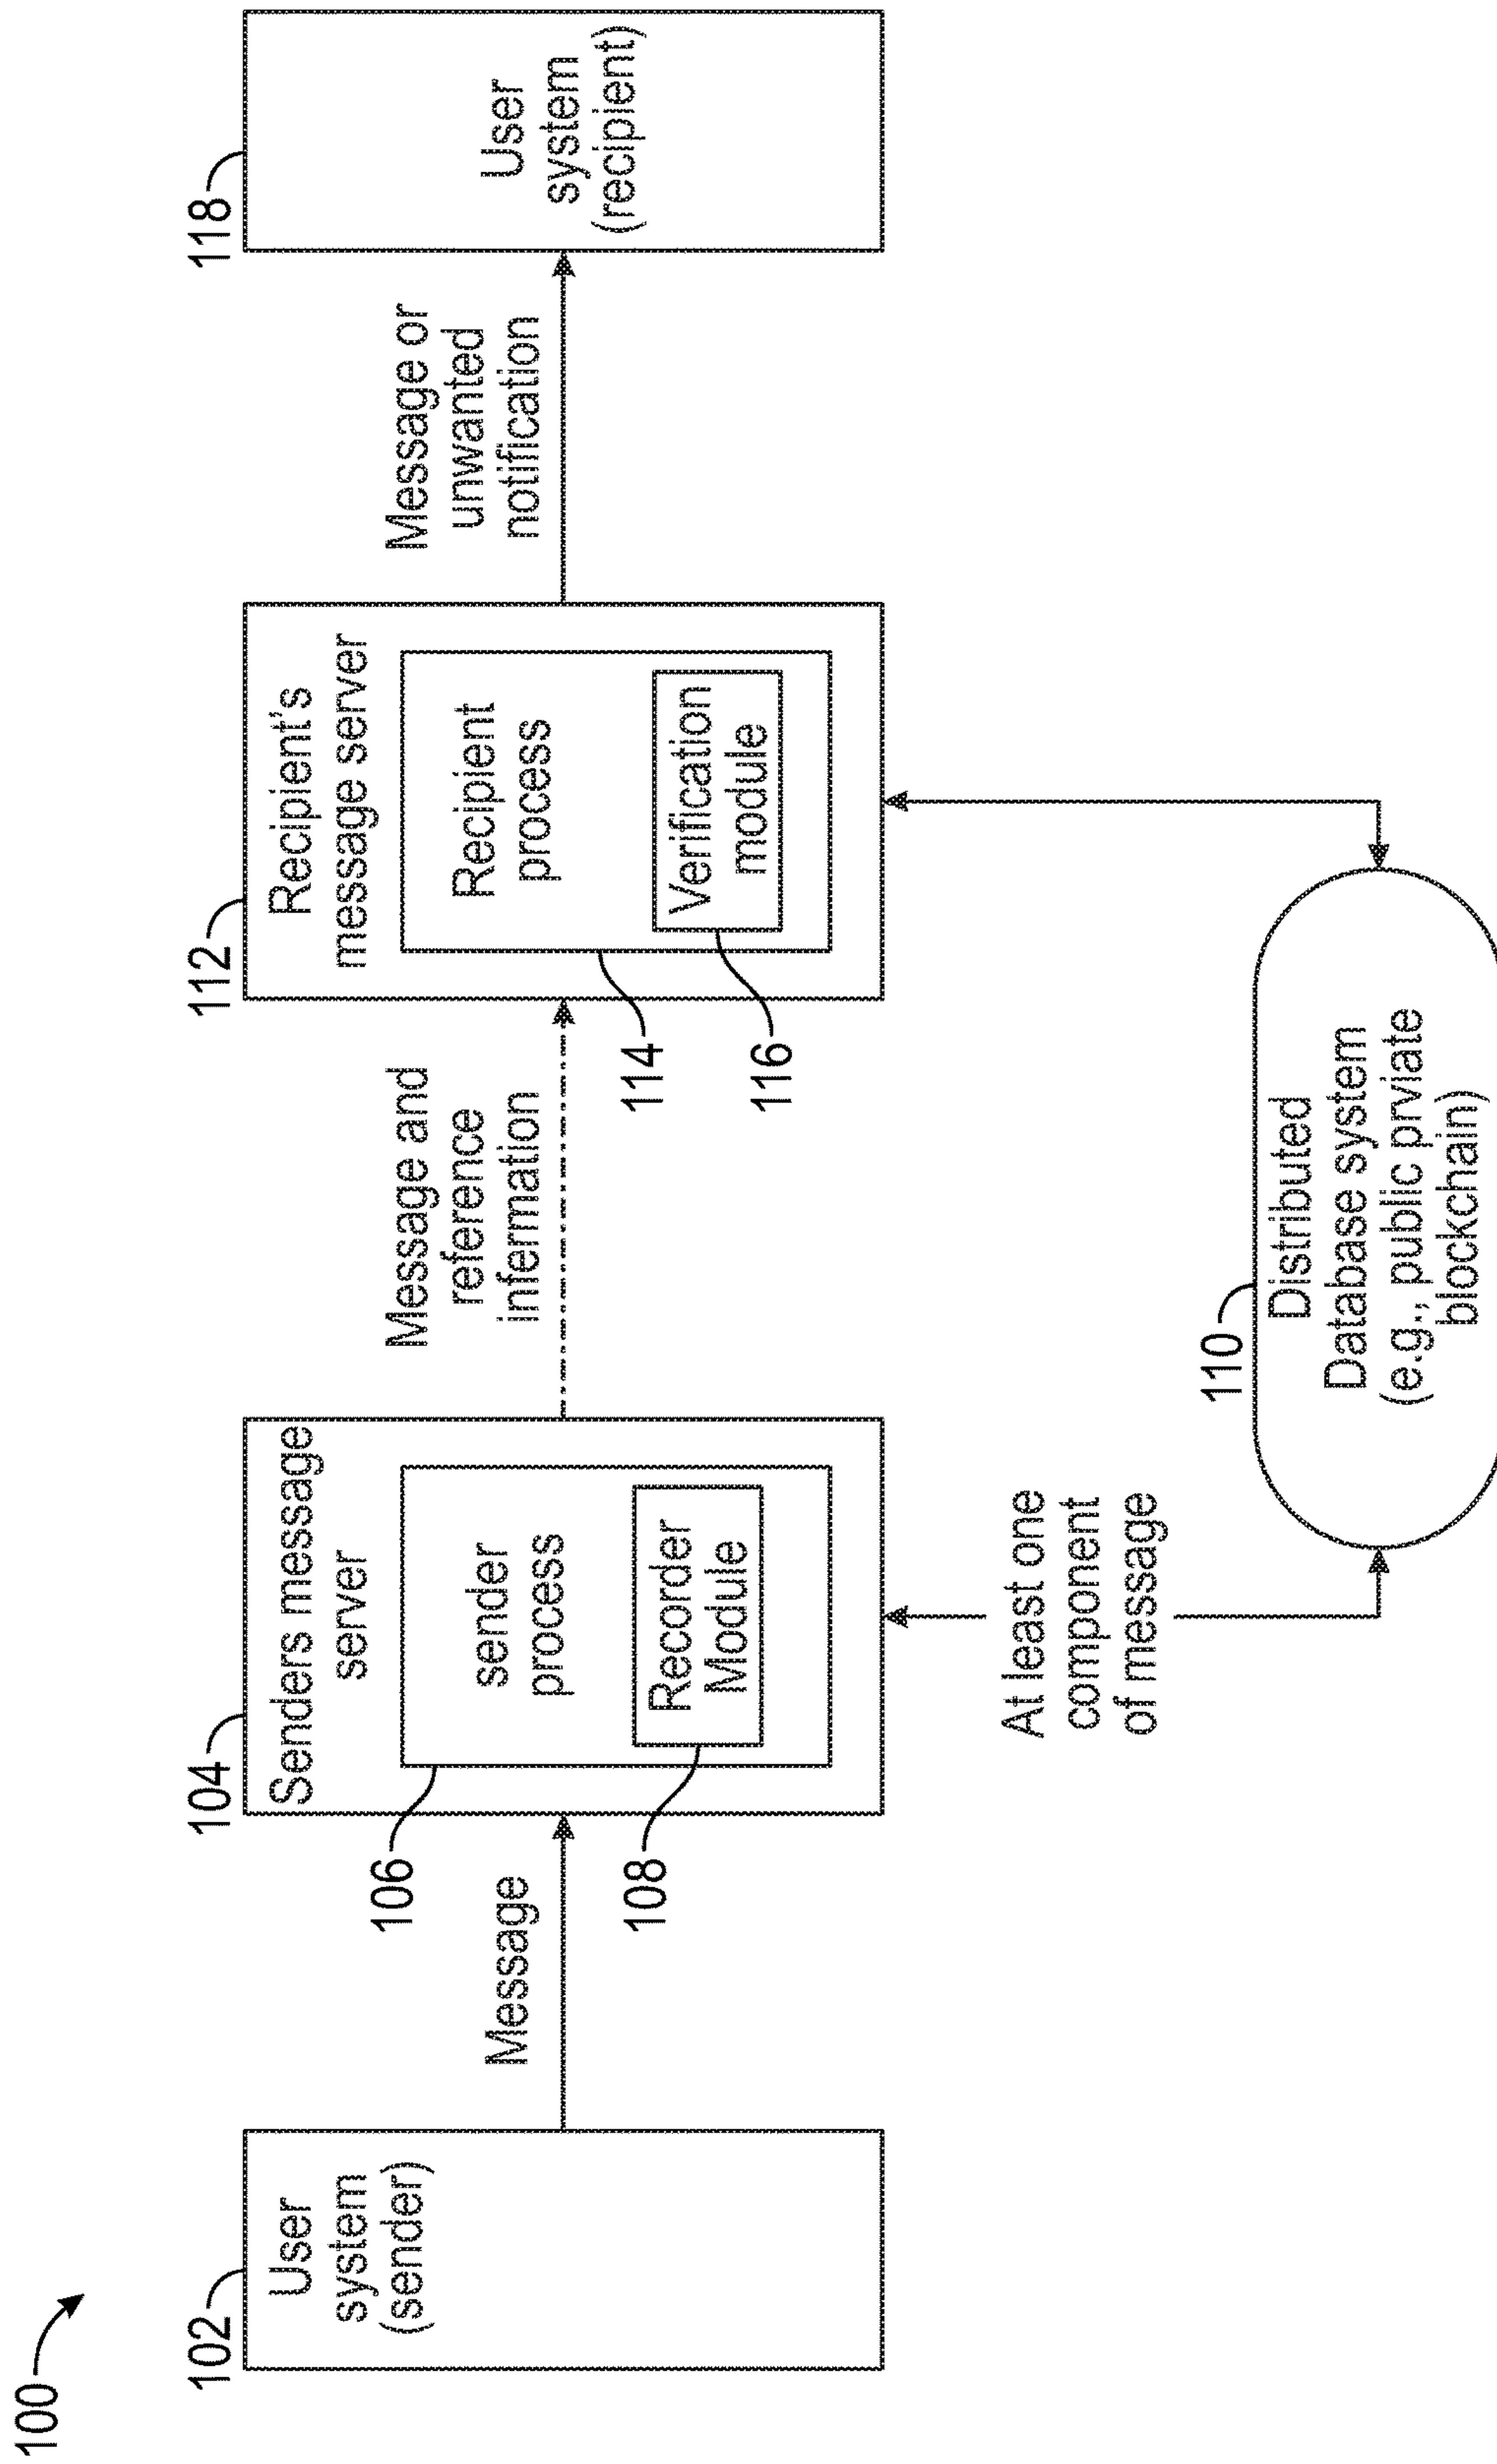 100
102
User
system
(sender)
Message
104
Senders message
server
106
sender
process
108
Recorder
Module
At least one
component
of message
Message and
reference
infermation
110
Distributed
Database system
(e.g., public prviate
blockchain)
112
Recipient's
message server
114
Recipient
process
116
Verification
module
Message or
unwanted
notification
118
User
system
(recipient)